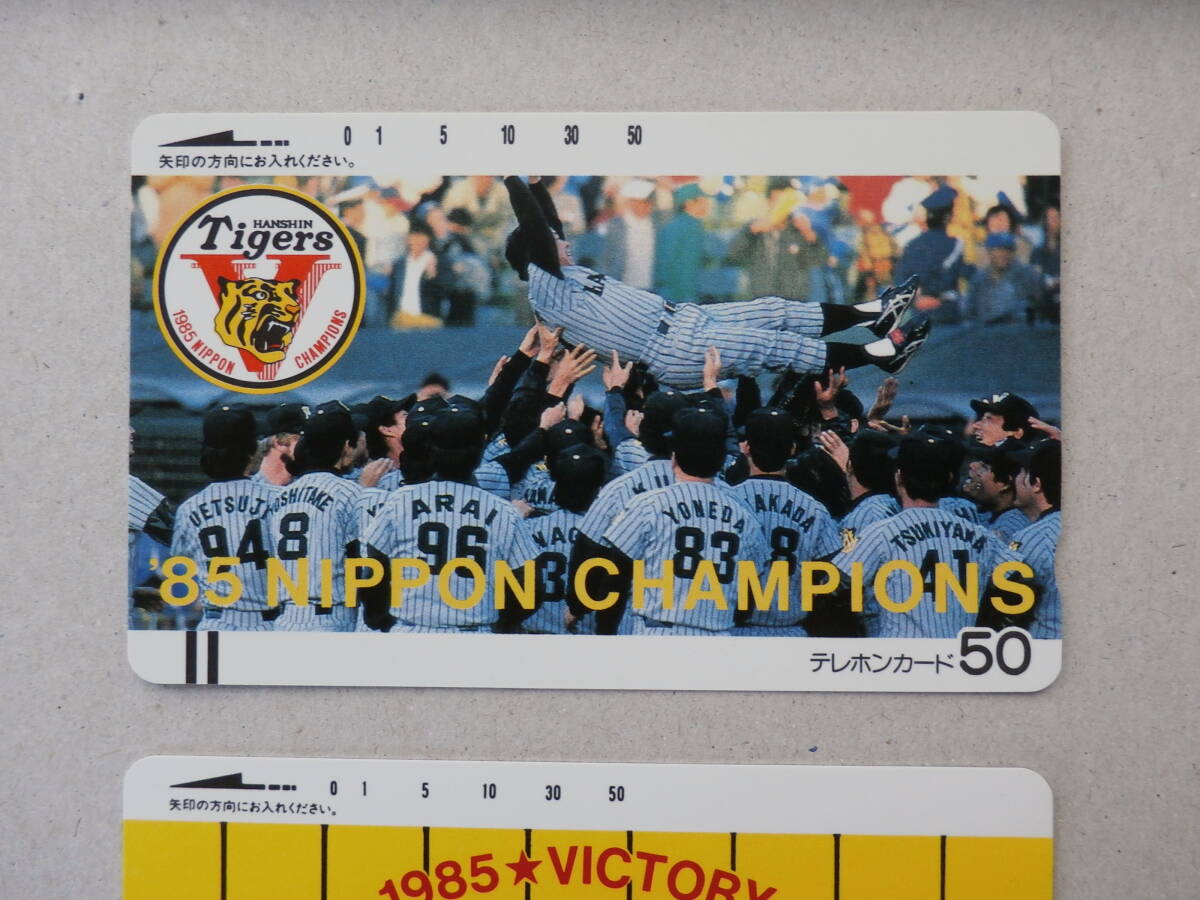 0 1 5 10 30 50
矢印の方向にお入れください。
HANSHIN
Tigers
V
1985 NIPPON CHAMPIONS
UETSUJI
94
YOSHITAKE
8
ARAI
96
YONEDA
83
8
TSUKIYAMA
41
'85 NIPPON CHAMPIONS
テレホンカード 50
0 1 5 10 30 50
矢印の方向にお入れください。
1985★VICTORY